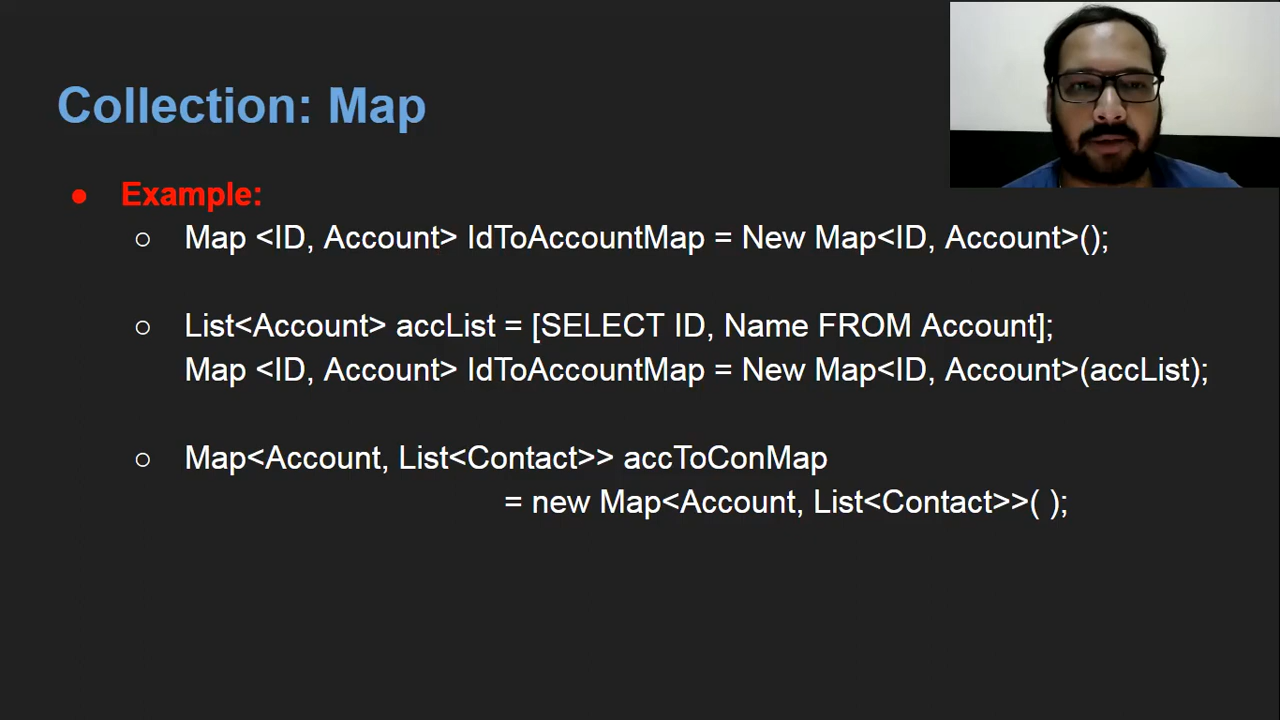 Collection: Map
● Example:
○ Map <ID, Account> IdToAccountMap = New Map<ID, Account>();
○ List<Account> accList = [SELECT ID, Name FROM Account];
Map <ID, Account> IdToAccountMap = New Map<ID, Account>(accList);
○ Map<Account, List<Contact>> accToConMap
= new Map<Account, List<Contact>>( );